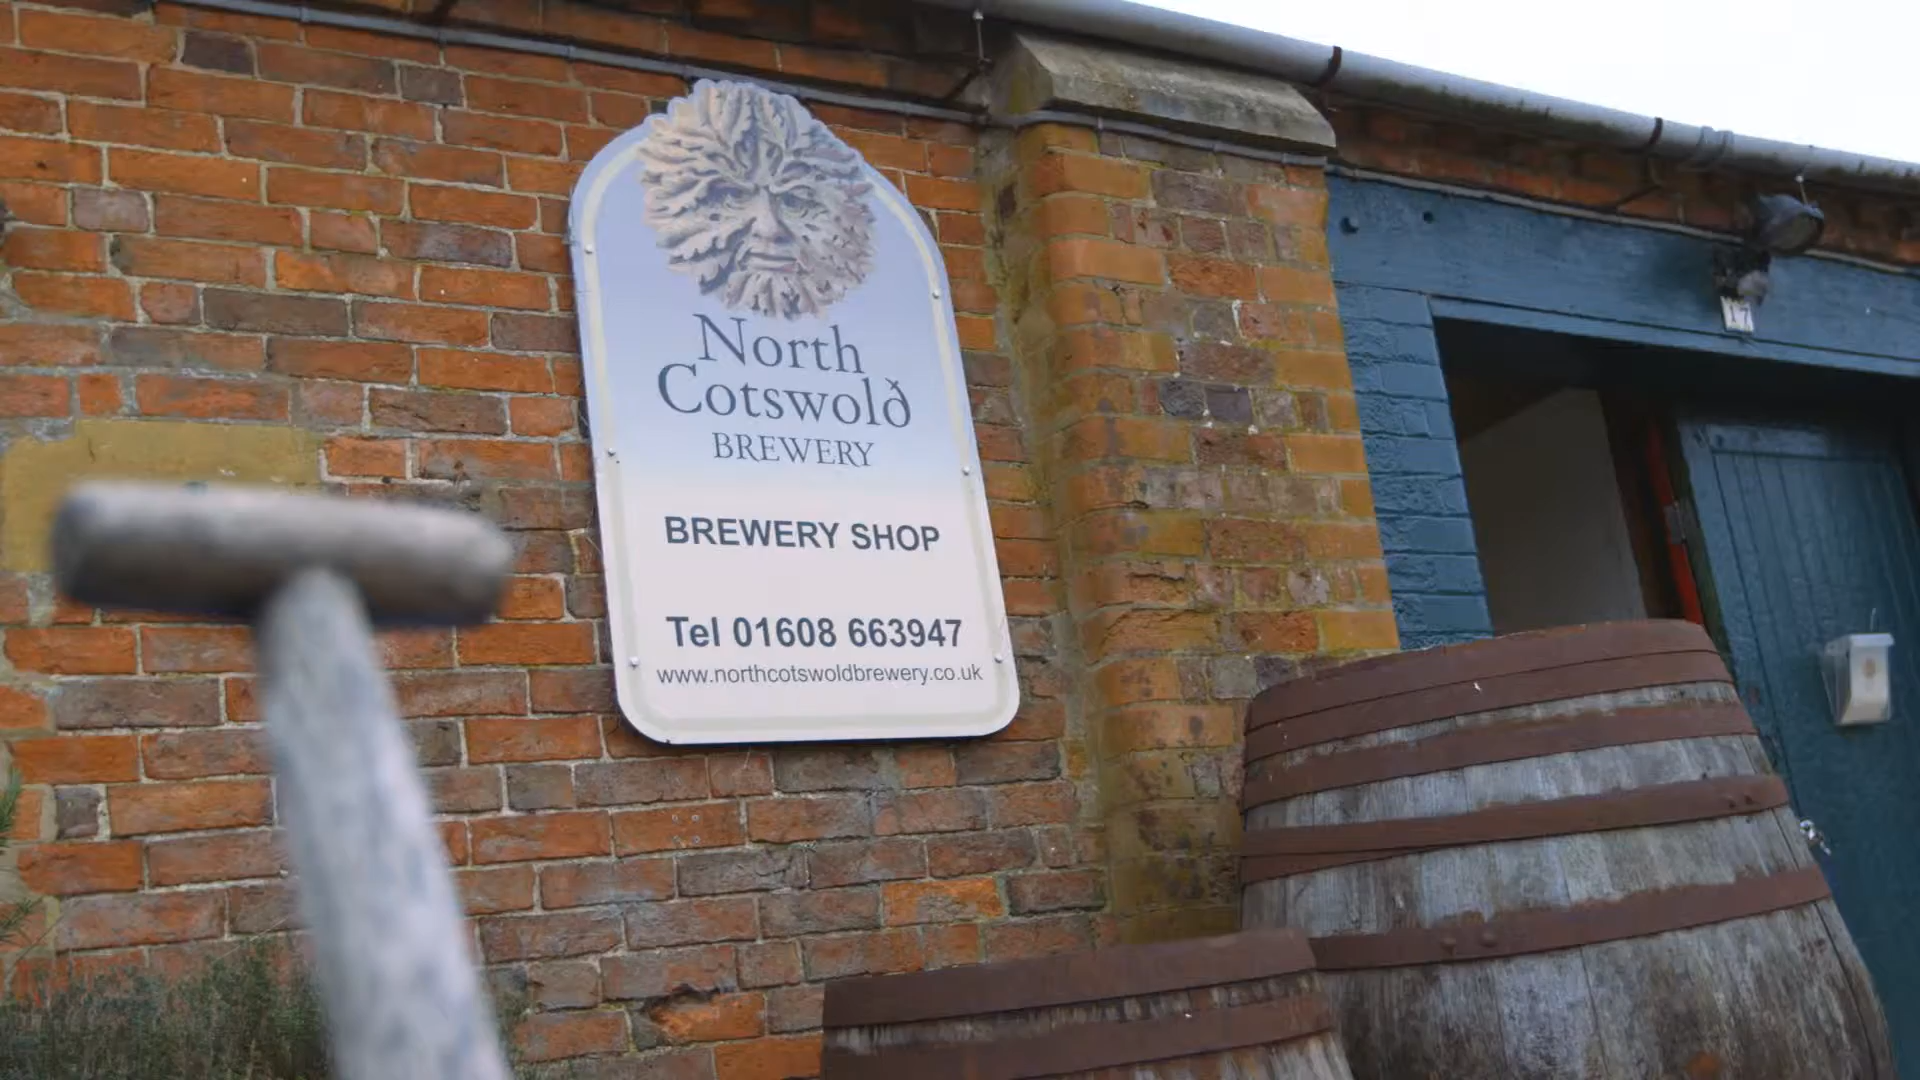 North
Cotswold
BREWERY
BREWERY SHOP
Tel 01608 663947
www.northcotswoldbrewery.co.uk
17